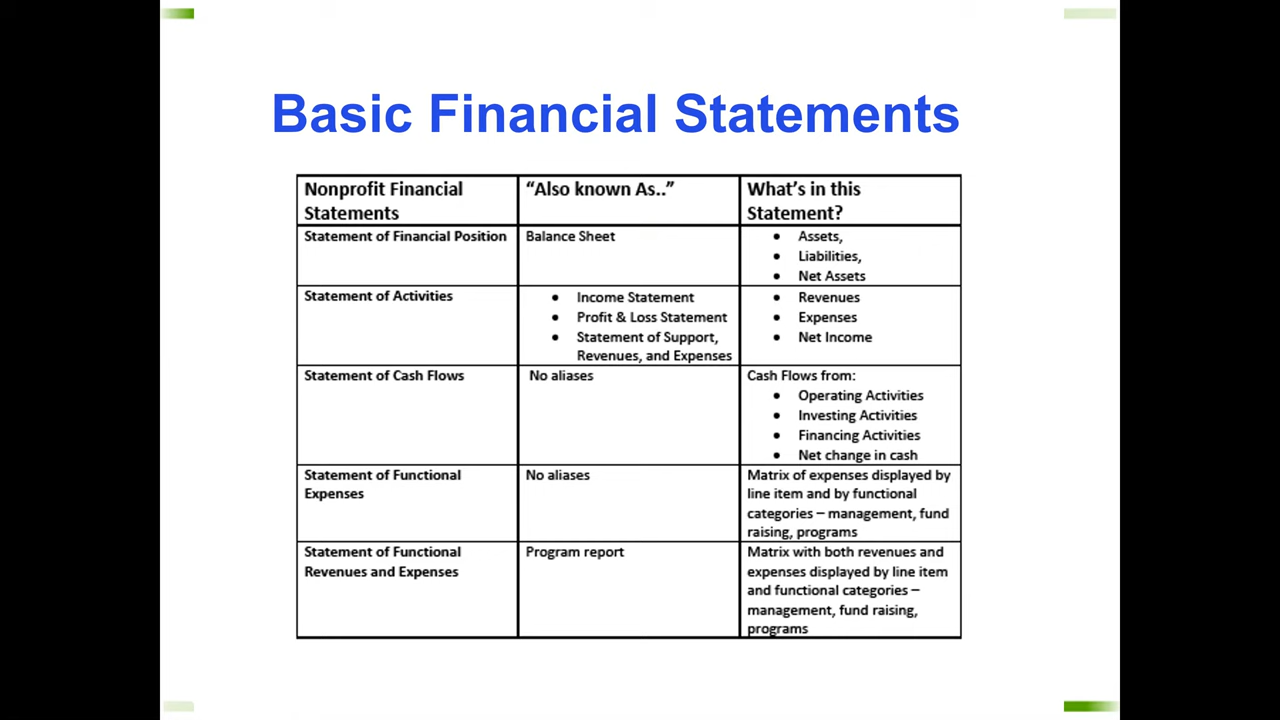 Basic Financial Statements
Nonprofit Financial
Statements
“Also known As..”
What’s in this
Statement?
Statement of Financial Position
Balance Sheet
• Assets,
• Liabilities,
• Net Assets
Statement of Activities
• Income Statement
• Profit & Loss Statement
• Statement of Support,
Revenues, and Expenses
• Revenues
• Expenses
• Net Income
Statement of Cash Flows
No aliases
Cash Flows from:
• Operating Activities
• Investing Activities
• Financing Activities
• Net change in cash
Statement of Functional
Expenses
No aliases
Matrix of expenses displayed by
line item and by functional
categories – management, fund
raising, programs
Statement of Functional
Revenues and Expenses
Program report
Matrix with both revenues and
expenses displayed by line item
and functional categories –
management, fund raising,
programs